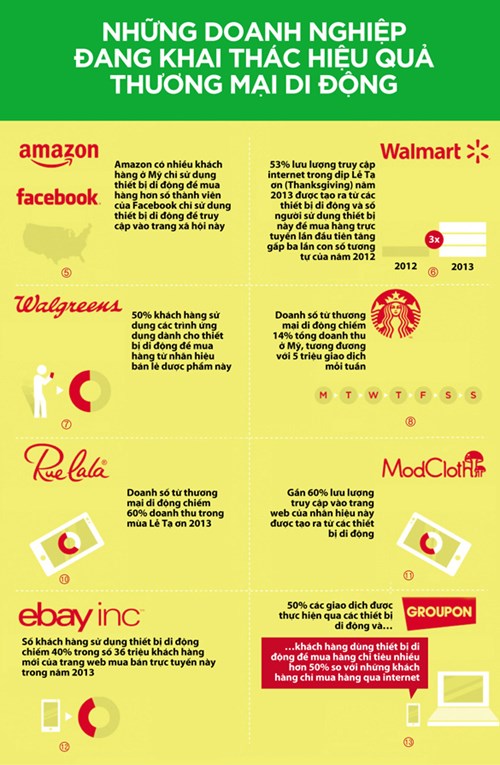 NHỮNG DOANH NGHIỆP
ĐANG KHAI THÁC HIỆU QUẢ
THƯƠNG MẠI DI ĐỘNG
amazon
facebook
Amazon có nhiều khách
hàng ở Mỹ chỉ sử dụng
thiết bị di động để mua
hàng hơn số thành viên
của Facebook chỉ sử dụng
thiết bị di động để truy
cập vào trang xã hội này
5
Walmart
53% lưu lượng truy cập
internet trong dịp Lễ Tạ
ơn (Thanksgiving) năm
2013 được tạo ra từ các
thiết bị di động và số
người sử dụng thiết bị
này để mua hàng trực
tuyến lần đầu tiên tăng
gấp ba lần con số tương
tự của năm 2012
3x
2012
2013
6
Walgreens
50% khách hàng sử
dụng các trình ứng
dụng dành cho thiết
bị di động để mua
hàng từ nhãn hiệu
bán lẻ dược phẩm này
7
Doanh số từ thương
mại di động chiếm
14% tổng doanh thu
ở Mỹ, tương đương
với 5 triệu giao dịch
mỗi tuần
M T W T F S S
8
RueLaLa
Doanh số từ thương
mại di động chiếm
60% doanh thu trong
mùa Lễ Tạ ơn 2013
10
ModCloth
Gần 60% lưu lượng
truy cập vào trang
web của nhãn hiệu này
được tạo ra từ các thiết
bị di động
11
ebay inc
Số khách hàng sử dụng thiết bị di động
chiếm 40% trong số 36 triệu khách hàng
mới của trang web mua bán trực tuyến này
trong năm 2013
12
50% các giao dịch được
thực hiện qua các thiết bị
di động và...
GROUPON
...khách hàng dùng thiết bị di
động để mua hàng chi tiêu nhiều
hơn 50% so với những khách
hàng chỉ mua hàng qua internet
13